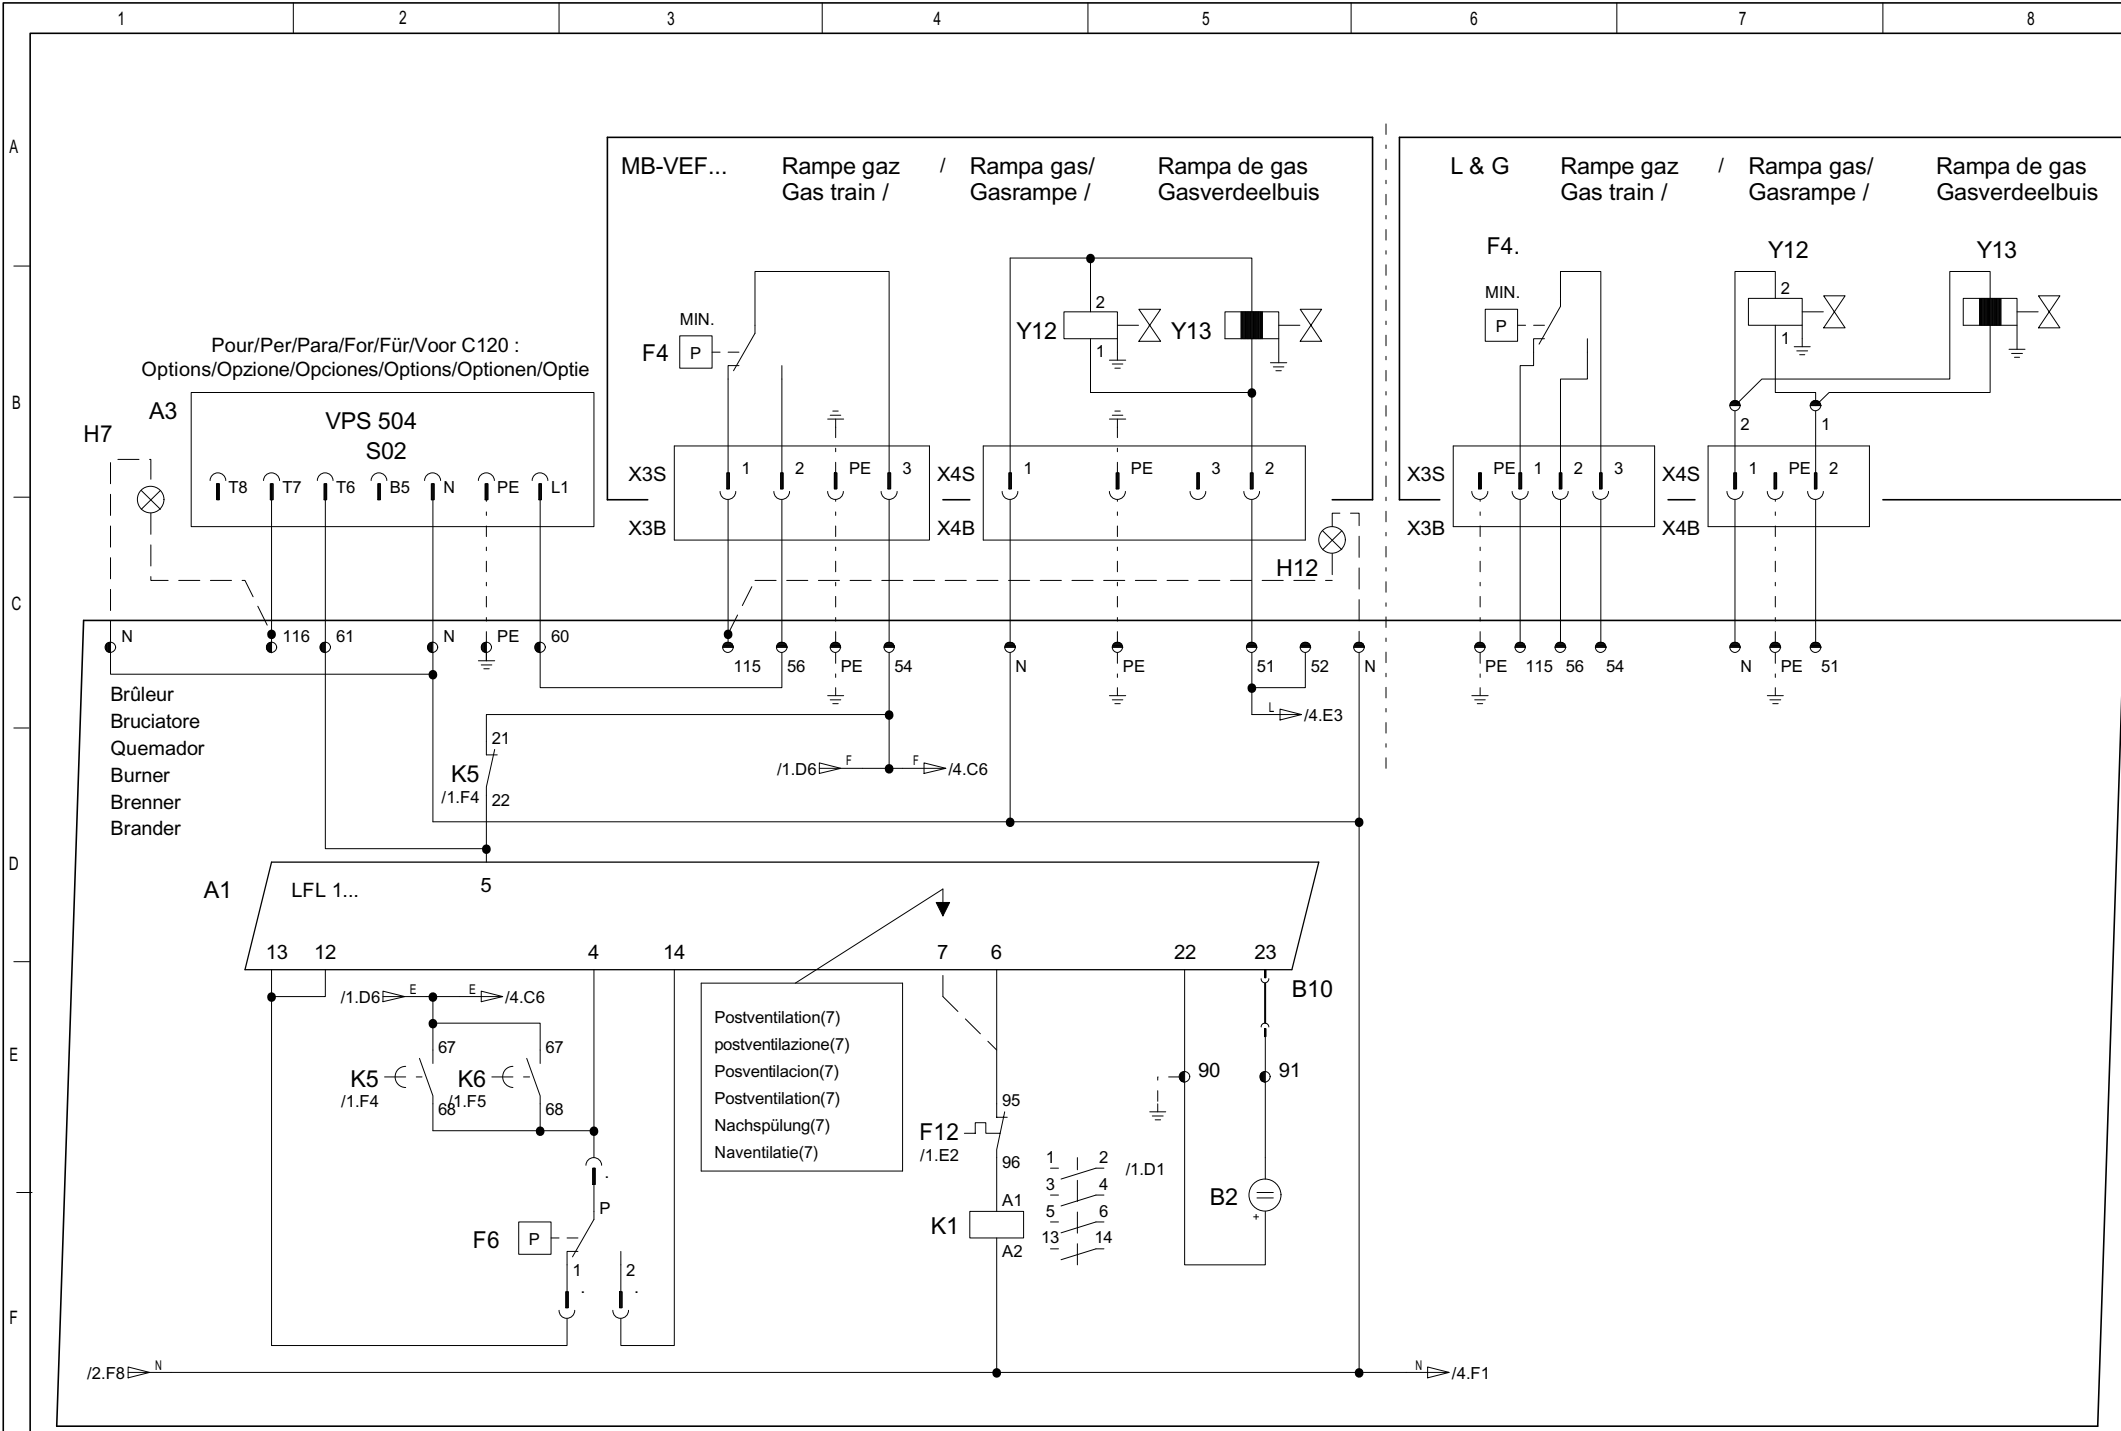 1 2 3 4 5 6 7 8
A
MB-VEF... Rampe gaz / Rampa gas/ Rampa de gas
Gas train / Gasrampe / Gasverdeelbuis
L & G Rampe gaz / Rampa gas/ Rampa de gas
Gas train / Gasrampe / Gasverdeelbuis
F4. Y12 Y13
MIN. 2
P 1
MIN. 2
F4 P Y12 Y13
1
Pour/Per/Para/For/Für/Voor C120 :
Options/Opzione/Opciones/Options/Optionen/Optie
B
A3 VPS 504
S02
H7
T8 T7 T6 B5 N PE L1
X3S 1 2 PE 3 X4S 1 PE 3 2
X3B X4B
H12
2 1
X3S PE 1 2 3 X4S 1 PE 2
X3B X4B
C
N 116 61 N PE 60
115 56 PE 54 N PE 51 52 N
PE 115 56 54 N PE 51
L /4.E3
Brûleur
Bruciatore
Quemador
Burner
Brenner
Brander
21
K5
/1.F4 22
/1.D6 F F /4.C6
D
A1 LFL 1... 5
13 12 4 14 7 6 22 23
B10
/1.D6 E E /4.C6
E
67 67
K5 K6
/1.F4 /1.F5
68 68
Postventilation(7)
postventilazione(7)
Posventilacion(7)
Postventilation(7)
Nachspülung(7)
Naventilatie(7)
95
F12
/1.E2
96
90 91
1 2 /1.D1
3 4
5 6
13 14
A1
K1
A2
B2
+
P
F6 P
1 2
F
/2.F8 N N /4.F1